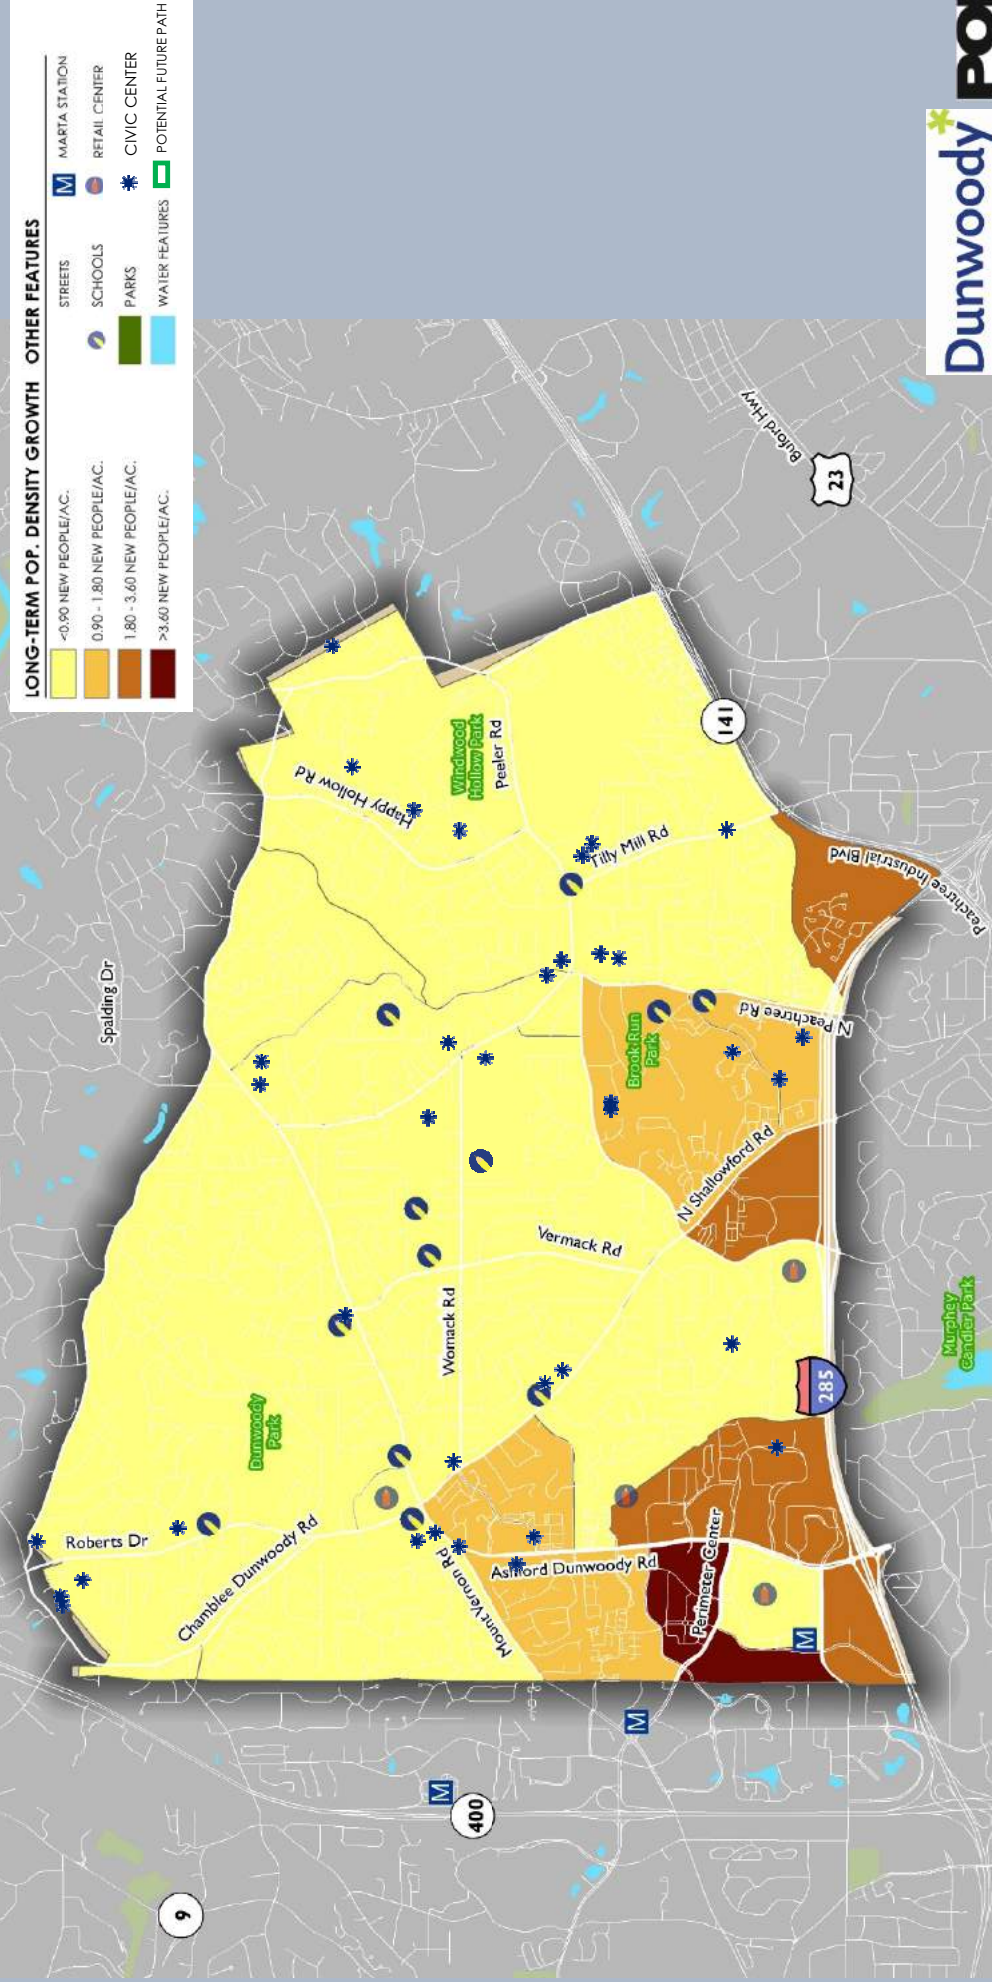 LONG-TERM POP. DENSITY GROWTH
<0.90 NEW PEOPLE/AC.
0.90 - 1.80 NEW PEOPLE/AC.
1.80 - 3.60 NEW PEOPLE/AC.
>3.60 NEW PEOPLE/AC.
OTHER FEATURES
STREETS
SCHOOLS
PARKS
WATER FEATURES
M MARTA STATION
RETAIL CENTER
CIVIC CENTER
POTENTIAL FUTURE PATH
9
400
M
M
M
Roberts Dr
Chamblee Dunwoody Rd
Dunwoody
Park
Mount Vernon Rd
Ashford Dunwoody Rd
Perimeter Center
Womack Rd
Vermack Rd
285
Murphey
Candler Park
N Shallowford Rd
Brook Run
Park
N Peachtree Rd
Spalding Dr
Happy Hollow Rd
Windwood
Hollow Park
Peeler Rd
Tilly Mill Rd
Peachtree Industrial Blvd
Peachtree
141
Buford Hwy
23
Dunwoody